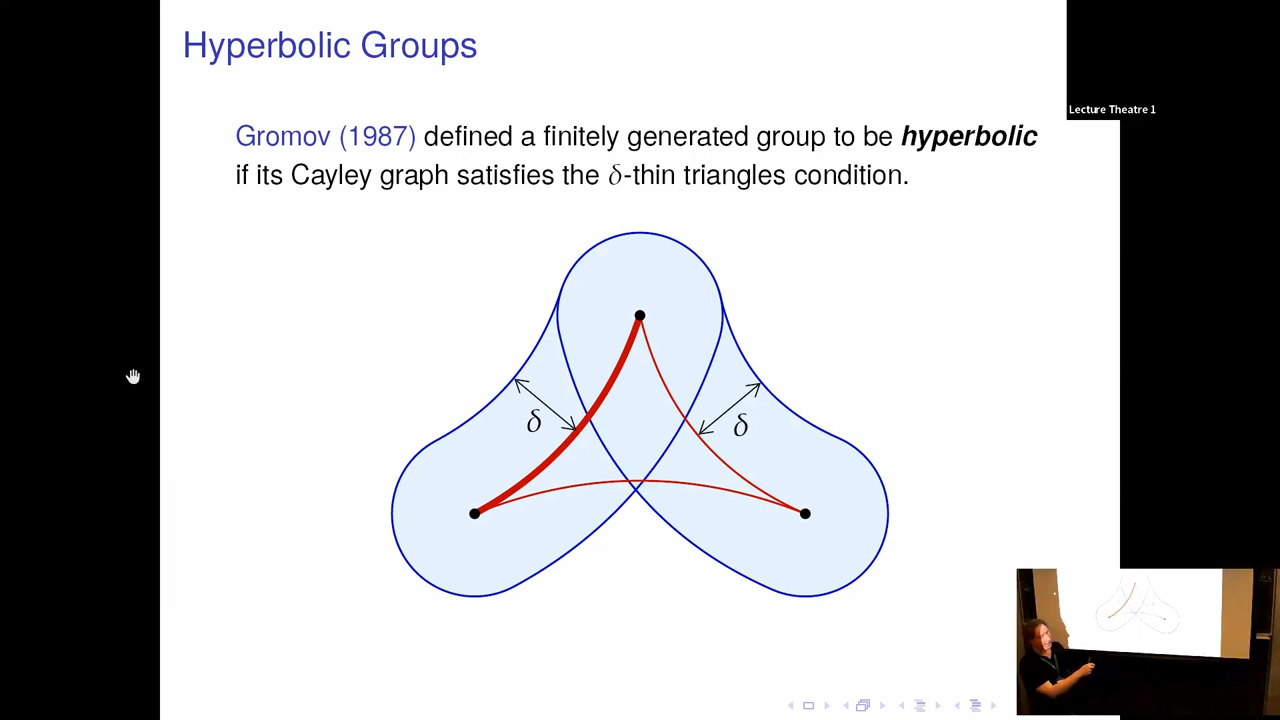 Hyperbolic Groups
Lecture Theatre 1
Gromov (1987) defined a finitely generated group to be hyperbolic
if its Cayley graph satisfies the δ-thin triangles condition.
δ
δ